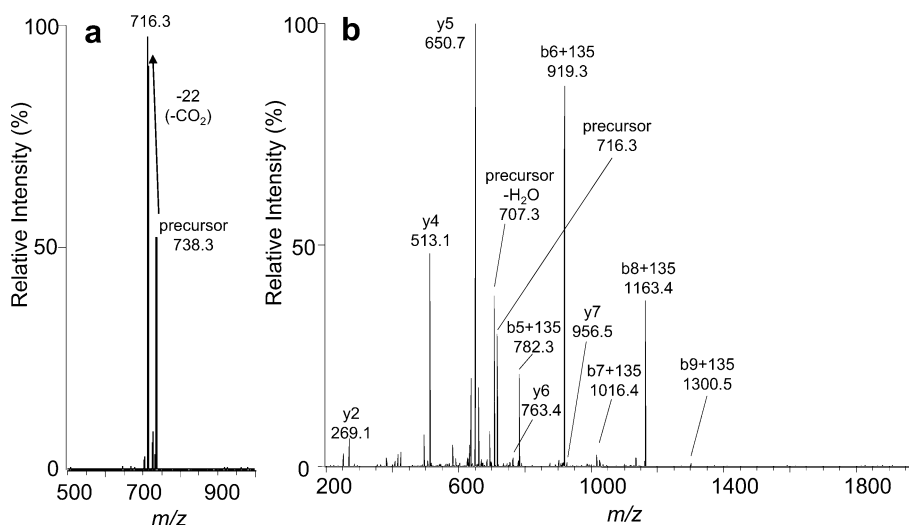 a
Relative Intensity (%)
100
50
0
716.3
-22
(-CO₂)
precursor
738.3
500
700
900
m/z
b
Relative Intensity (%)
100
50
0
y5
650.7
b6+135
919.3
precursor
716.3
precursor
-H₂O
707.3
y4
513.1
b8+135
1163.4
b5+135
782.3
y7
956.5
y6
763.4
b7+135
1016.4
b9+135
1300.5
y2
269.1
200
600
1000
1400
1800
m/z